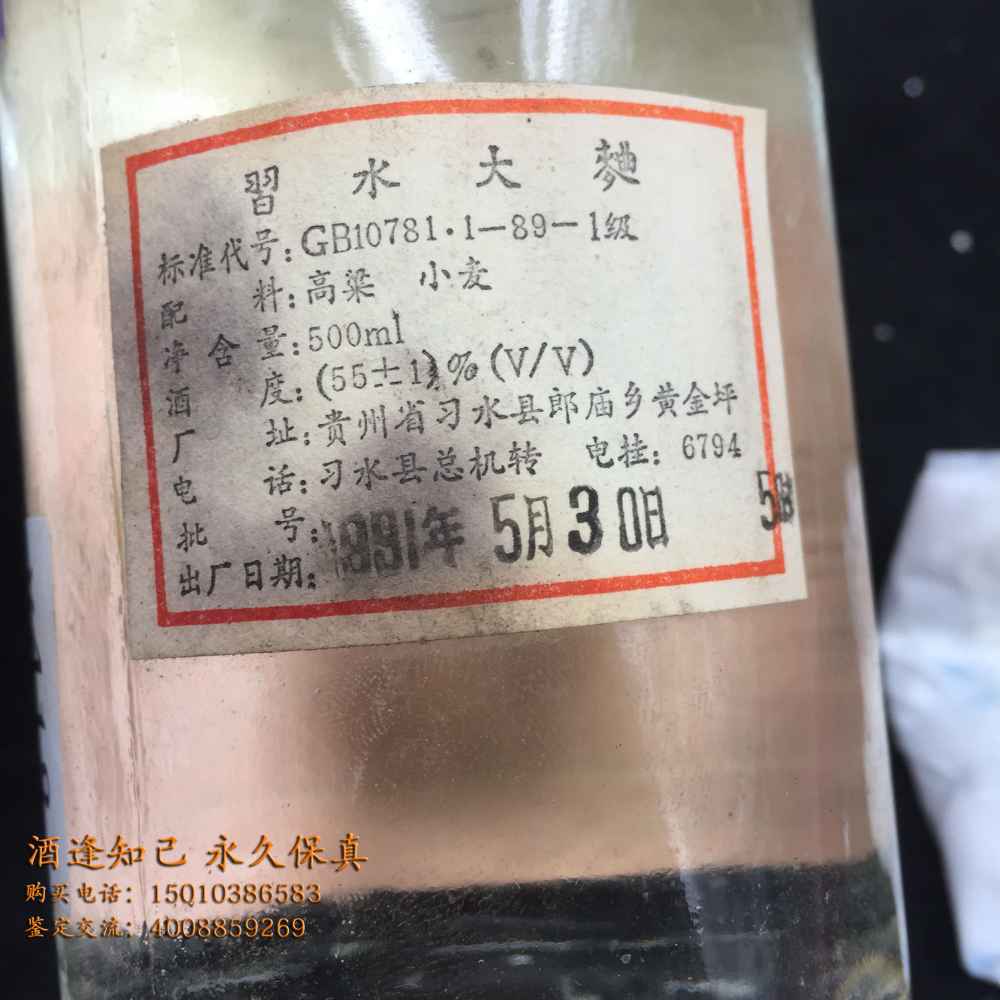 習水大麯
标准代号:GB10781·1-89-1级
配料:高粱 小麦
净含量:500ml
酒度:(55±1)%(V/V)
厂址:贵州省习水县郎庙乡黄金坪
电话:习水县总机转 电挂:6794
批号:
出厂日期:1991年5月30日
酒逢知己 永久保真
购买电话:15010386583
鉴定交流:4008859269